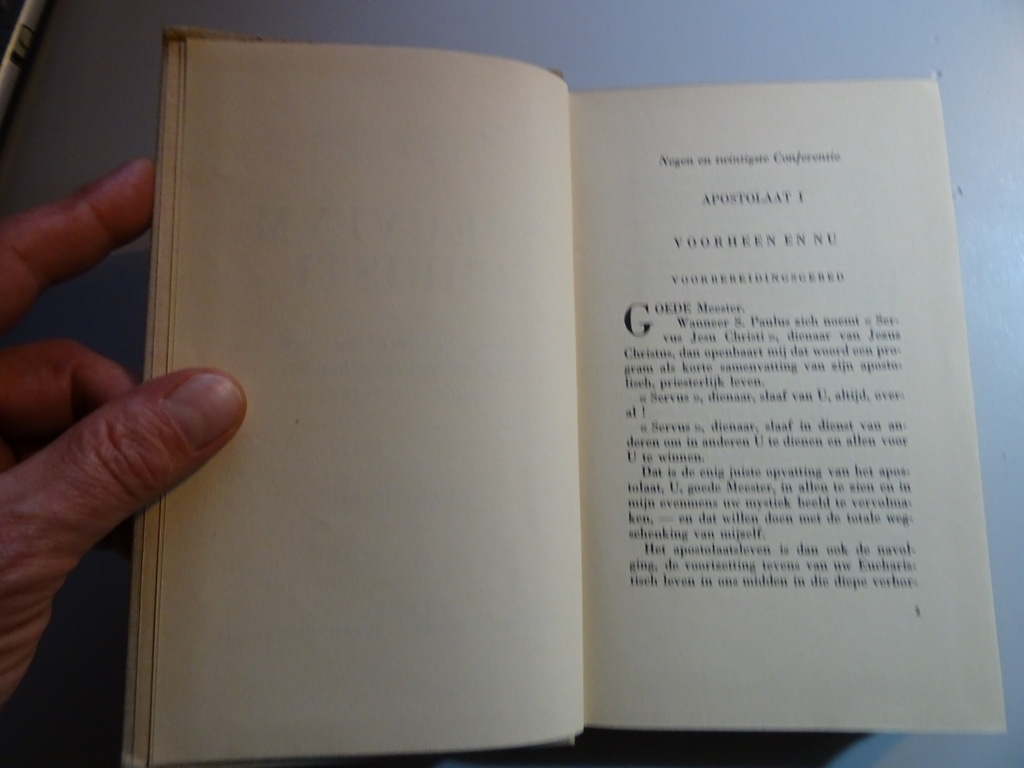 Negen en twintigste Conferentie
APOSTOLAAT I
VOORHEEN EN NU
VOORBEREIDINGSGEBED
GOEDE Meester,
Wanneer S. Paulus zich noemt « Ser-
vus Jesu Christi », dienaar van Jesus
Christus, dan openbaart mij dat woord een pro-
gram als korte samenvatting van zijn aposto-
lisch, priesterlijk leven.
« Servus », dienaar, slaaf van U, altijd, over-
al !
« Servus », dienaar, slaaf in dienst van an-
deren om in anderen U te dienen en allen voor
U te winnen.
Dat is de enig juiste opvatting van het apos-
tolaat, U, goede Meester, in allen te zien en in
mijn evenmens uw mystiek beeld te vervolma-
ken, — en dat willen doen met de totale weg-
schenking van mijzelf.
Het apostolaatsleven is dan ook de navol-
ging, de voortzetting tevens van uw Eucharis-
tisch leven in ons midden in die diepe verbor-